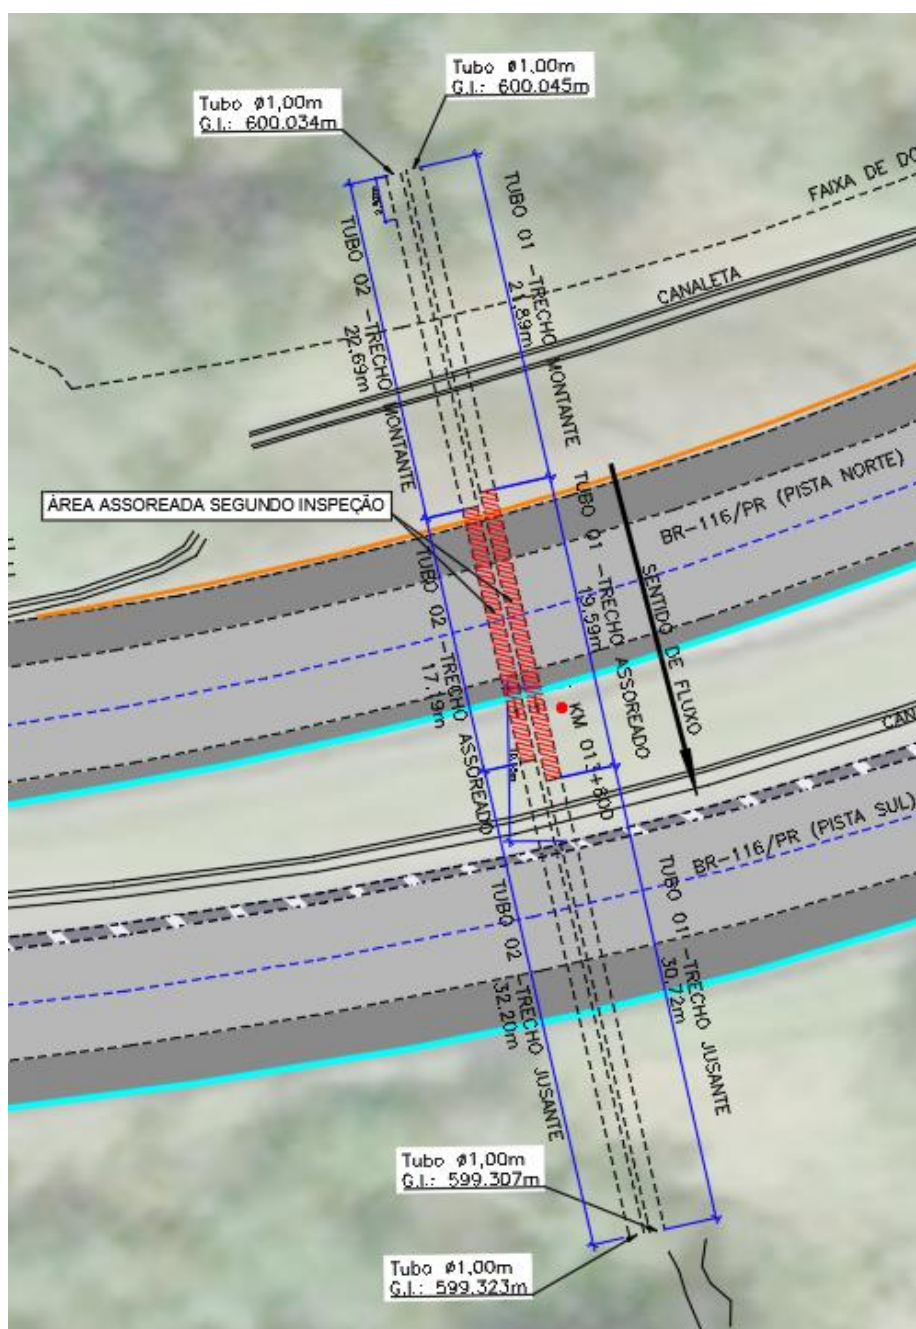 Tubo ø1,00m
G.I.: 600.045m
Tubo ø1,00m
G.I.: 600.034m
FAIXA DE DO
CANALETA
TUBO 01 -TRECHO MONTANTE
21,89m
TUBO 02 -TRECHO MONTANTE
22,69m
ÁREA ASSOREADA SEGUNDO INSPEÇÃO
BR-116/PR (PISTA NORTE)
SENTIDO DE FLUXO
TUBO 01 -TRECHO ASSOREADO
19,59m
TUBO 02 -TRECHO ASSOREADO
17,19m
KM 013+800
CAN
BR-116/PR (PISTA SUL)
TUBO 01 -TRECHO JUSANTE
30,72m
TUBO 02 -TRECHO JUSANTE
32,20m
Tubo ø1,00m
G.I.: 599.307m
Tubo ø1,00m
G.I.: 599.323m